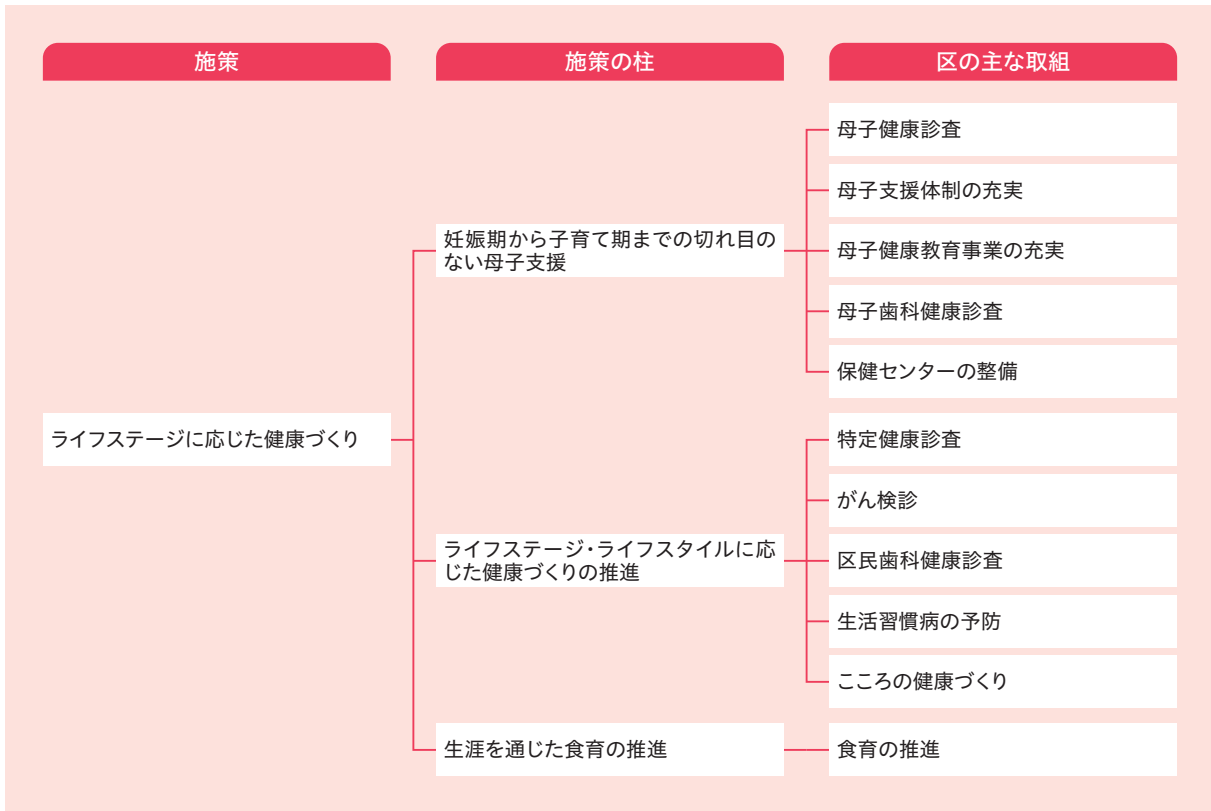 施策
施策の柱
区の主な取組
ライフステージに応じた健康づくり
妊娠期から子育て期までの切れ目の
ない母子支援
母子健康診査
母子支援体制の充実
母子健康教育事業の充実
母子歯科健康診査
保健センターの整備
ライフステージ・ライフスタイルに応
じた健康づくりの推進
特定健康診査
がん検診
区民歯科健康診査
生活習慣病の予防
こころの健康づくり
生涯を通じた食育の推進
食育の推進